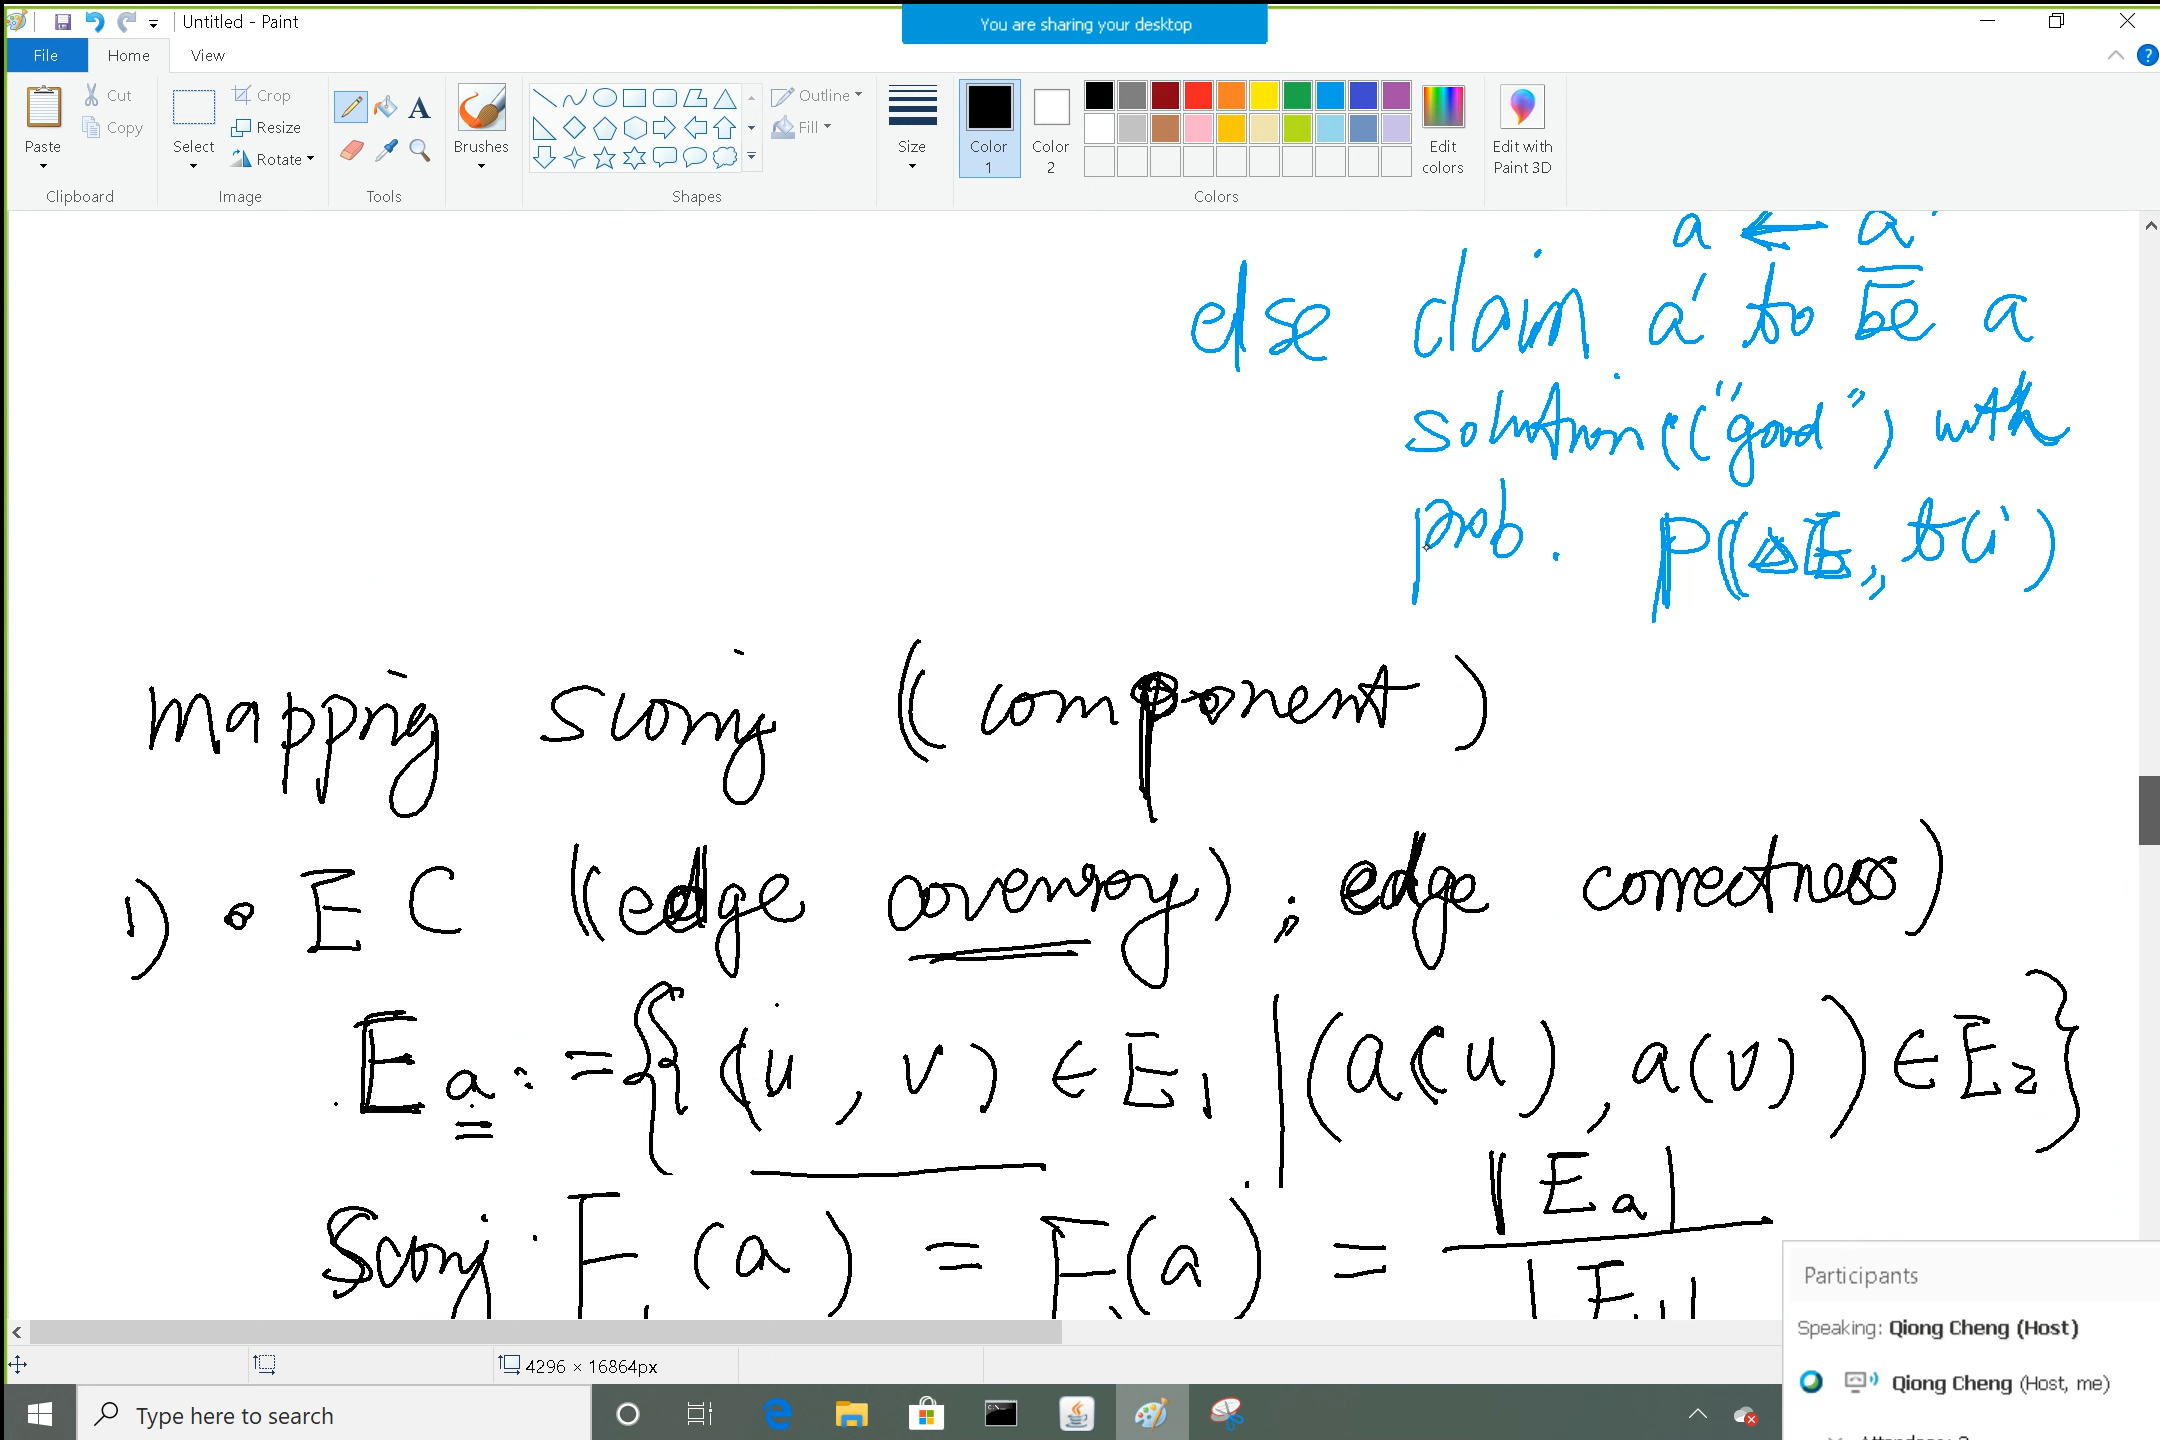 Untitled - Paint
You are sharing your desktop
File Home View
Paste Cut Copy Clipboard
Select Crop Resize Rotate Image
Tools
Brushes
Shapes Outline Fill
Size
Color 1 Color 2 Edit colors Colors
Edit with Paint 3D
a ← a'
else claim a' to be a
solution ("good") with
prob. P(ΔE, t(i)
mapping scoring (component)
1) • EC (edge ; edge correctness)
Ea := {(u, v) ∈ E1 | (a(u), a(v)) ∈ E2}
Scoring: (a) = (a) = |Ea|
|E1|
4296 × 16864px
Participants
Speaking: Qiong Cheng (Host)
Qiong Cheng (Host, me)
Type here to search